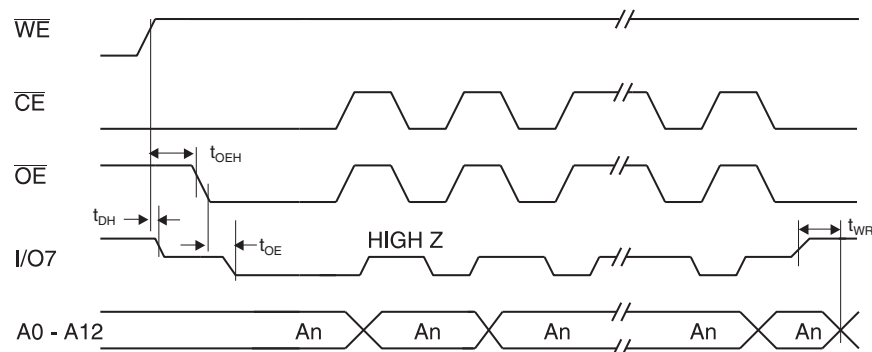 WE
CE
tOEH
OE
tDH
tOE
HIGH Z
tWR
I/O7
A0 - A12 An An An An An